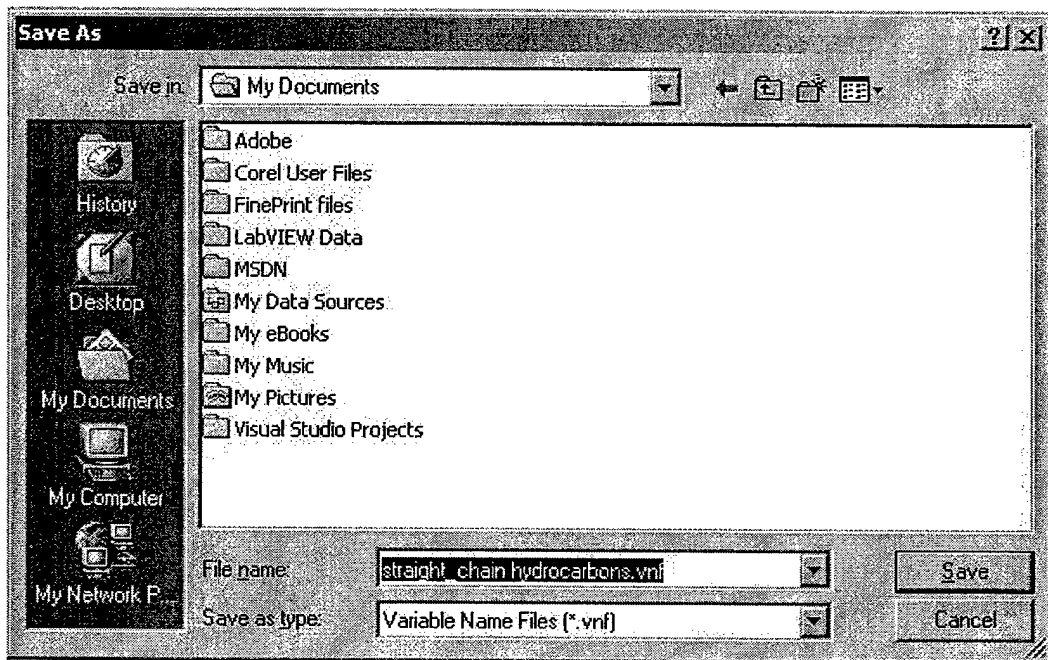 Save As
Save in: My Documents
Adobe
Corel User Files
FinePrint files
LabVIEW Data
MSDN
My Data Sources
My eBooks
My Music
My Pictures
Visual Studio Projects
History
Desktop
My Documents
My Computer
My Network P...
File name: straight_chain hydrocarbons.vnf
Save
Save as type: Variable Name Files (*.vnf)
Cancel